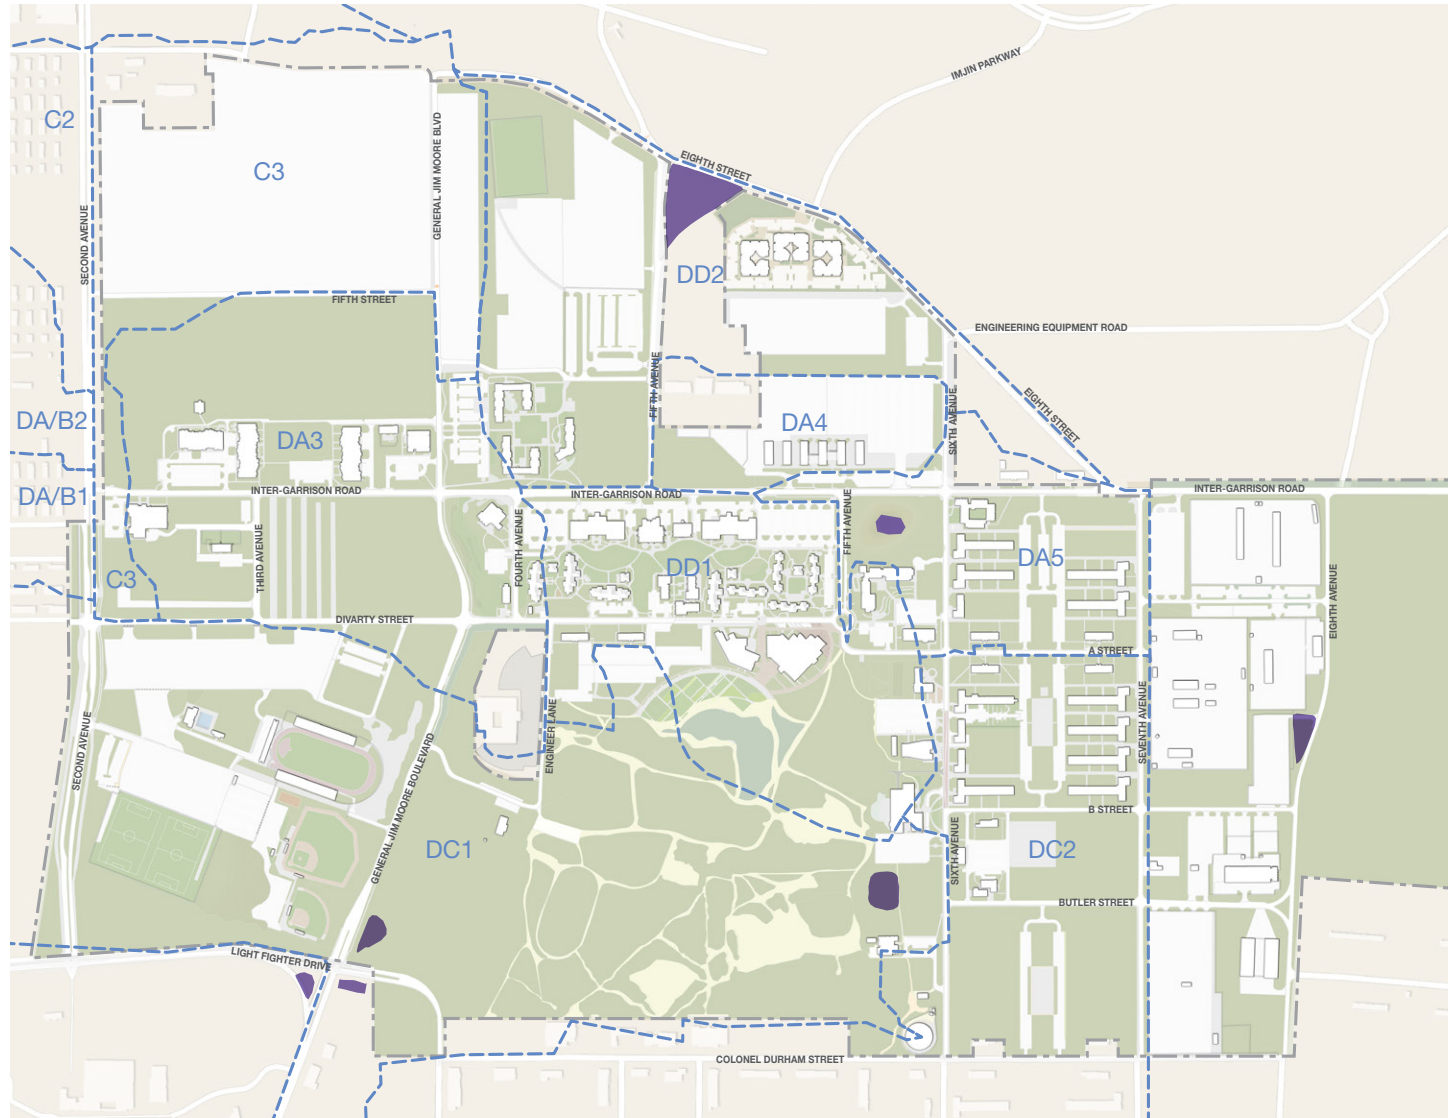 IMJIN PARKWAY
C2
GENERAL JIM MOORE BLVD
C3
EIGHTH STREET
SECOND AVENUE
DD2
FIFTH STREET
ENGINEERING EQUIPMENT ROAD
FIFTH AVENUE
EIGHTH STREET
DA/B2
DA3
DA4
SIXTH AVENUE
DA/B1
INTER-GARRISON ROAD
INTER-GARRISON ROAD
INTER-GARRISON ROAD
FOURTH AVENUE
FIFTH AVENUE
THIRD AVENUE
C3
DD1
DA5
EIGHTH AVENUE
DIVARTY STREET
A STREET
SECOND AVENUE
ENGINEER LANE
SEVENTH AVENUE
GENERAL JIM MOORE BOULEVARD
B STREET
DC1
SIXTH AVENUE
DC2
BUTLER STREET
LIGHT FIGHTER DRIVE
COLONEL DURHAM STREET